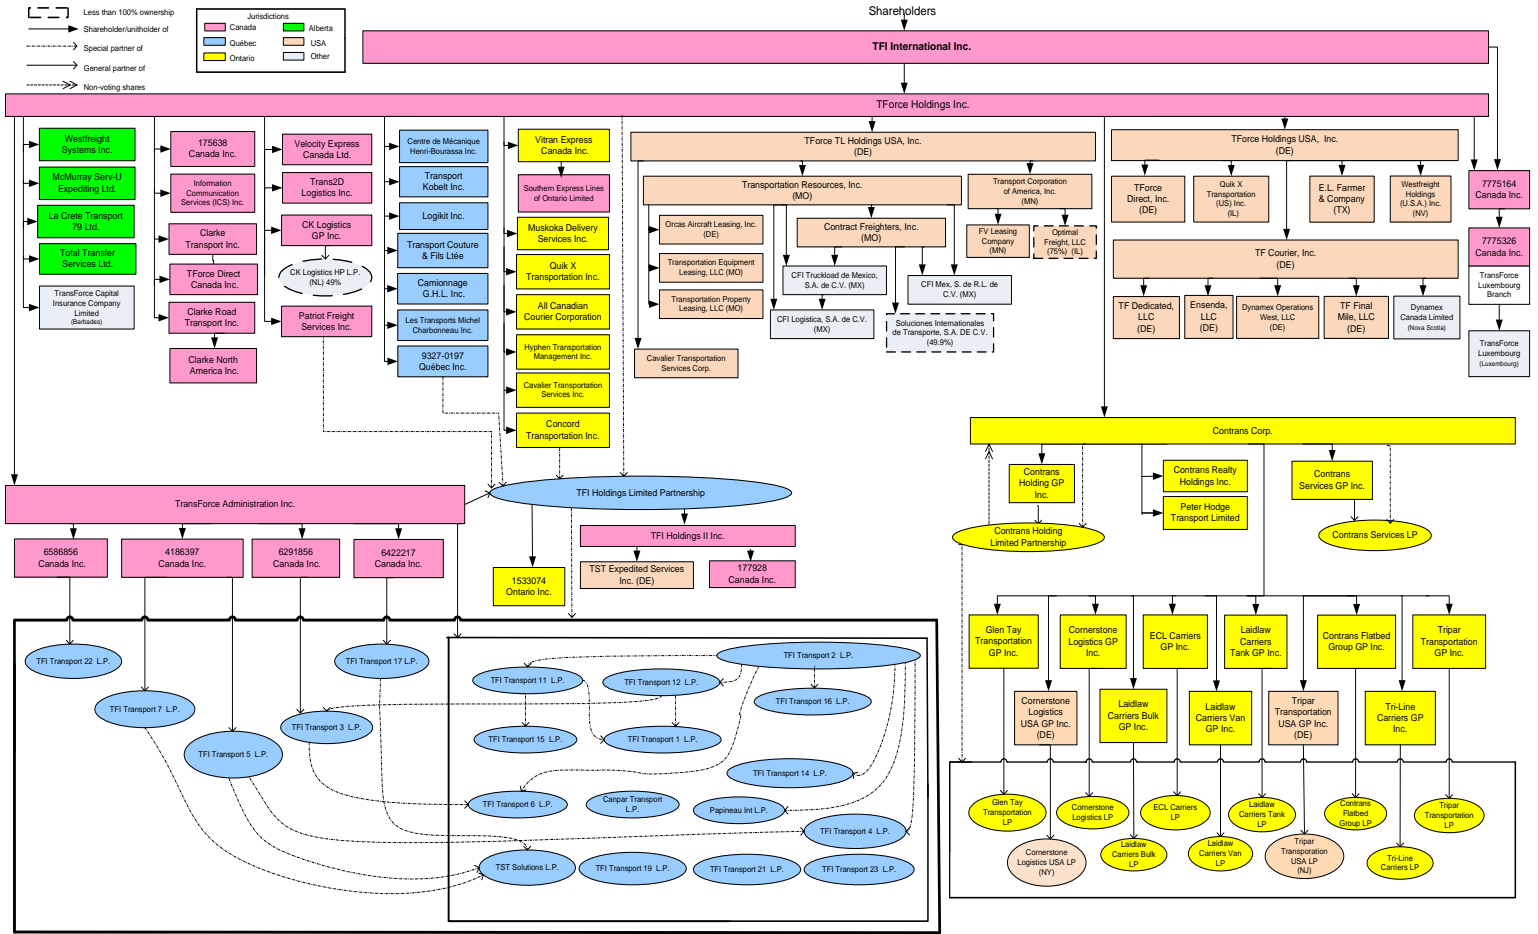 Less than 100% ownership
Shareholder/unitholder of
Special partner of
General partner of
Non-voting shares
Jurisdictions
Canada
Alberta
Québec
USA
Ontario
Other
Shareholders
TFI International Inc.
TForce Holdings Inc.
Westfreight
Systems Inc.
McMurray Serv-U
Expediting Ltd.
La Crete Transport
79 Ltd.
Total Transfer
Services Ltd.
TransForce Capital
Insurance Company
Limited
(Barbades)
175638
Canada Inc.
Information
Communication
Services (ICS) Inc.
Clarke
Transport Inc.
TForce Direct
Canada Inc.
Clarke Road
Transport Inc.
Clarke North
America Inc.
Velocity Express
Canada Ltd.
Trans2D
Logistics Inc.
CK Logistics
GP Inc.
CK Logistics HP L.P.
(NL) 49%
Patriot Freight
Services Inc.
Centre de Mécanique
Henri-Bourassa Inc.
Transport
Kobelt Inc.
Logikit Inc.
Transport Couture
& Fils Ltée
Camionnage
G.H.L. Inc.
Les Transports Michel
Charbonneau Inc.
9327-0197
Québec Inc.
Vitran Express
Canada Inc.
Southern Express Lines
of Ontario Limited
Muskoka Delivery
Services Inc.
Quik X
Transportation Inc.
All Canadian
Courier Corporation
Hyphen Transportation
Management Inc.
Cavalier Transportation
Services Inc.
Concord
Transportation Inc.
TForce TL Holdings USA, Inc.
(DE)
Transportation Resources, Inc.
(MO)
Orcas Aircraft Leasing, Inc.
(DE)
Transportation Equipment
Leasing, LLC (MO)
Transportation Property
Leasing, LLC (MO)
Cavalier Transportation
Services Corp.
Contract Freighters, Inc.
(MO)
CFI Truckload de Mexico,
S.A. de C.V. (MX)
CFI Logistica, S.A. de C.V.
(MX)
CFI Mex, S. de R.L. de
C.V. (MX)
Soluciones Internationales
de Transporte, S.A. DE C.V.
(49.9%)
Transport Corporation
of America, Inc.
(MN)
FV Leasing
Company
(MN)
Optimal
Freight, LLC
(75%) (IL)
TForce Holdings USA, Inc.
(DE)
TForce
Direct, Inc.
(DE)
Quik X
Transportation
(US) Inc.
(IL)
E.L. Farmer
& Company
(TX)
Westfreight
Holdings
(U.S.A.) Inc.
(NV)
TF Courier, Inc.
(DE)
TF Dedicated,
LLC
(DE)
Ensenda,
LLC
(DE)
Dynamex Operations
West, LLC
(DE)
TF Final
Mile, LLC
(DE)
Dynamex
Canada Limited
(Nova Scotia)
7775164
Canada Inc.
7775326
Canada Inc.
TransForce
Luxembourg
Branch
TransForce
Luxembourg
(Luxembourg)
TransForce Administration Inc.
6586856
Canada Inc.
4186397
Canada Inc.
6291856
Canada Inc.
6422217
Canada Inc.
TFI Holdings Limited Partnership
1533074
Ontario Inc.
TFI Holdings II Inc.
TST Expedited Services
Inc. (DE)
177928
Canada Inc.
Contrans Corp.
Contrans
Holding GP
Inc.
Contrans Holding
Limited Partnership
Contrans Realty
Holdings Inc.
Peter Hodge
Transport Limited
Contrans
Services GP Inc.
Contrans Services LP
TFI Transport 22 L.P.
TFI Transport 17 L.P.
TFI Transport 7 L.P.
TFI Transport 3 L.P.
TFI Transport 5 L.P.
TFI Transport 2 L.P.
TFI Transport 11 L.P.
TFI Transport 12 L.P.
TFI Transport 16 L.P.
TFI Transport 15 L.P.
TFI Transport 1 L.P.
TFI Transport 14 L.P.
TFI Transport 6 L.P.
Canpar Transport
L.P.
Papineau Int L.P.
TFI Transport 4 L.P.
TST Solutions L.P.
TFI Transport 19 L.P.
TFI Transport 21 L.P.
TFI Transport 23 L.P.
Glen Tay
Transportation
GP Inc.
Cornerstone
Logistics GP
Inc.
ECL Carriers
GP Inc.
Laidlaw
Carriers
Tank GP Inc.
Contrans Flatbed
Group GP Inc.
Tripar
Transportation
GP Inc.
Cornerstone
Logistics
USA GP Inc.
(DE)
Laidlaw
Carriers Bulk
GP Inc.
Laidlaw
Carriers Van
GP Inc.
Tripar
Transportation
USA GP Inc.
(DE)
Tri-Line
Carriers GP
Inc.
Glen Tay
Transportation
LP
Cornerstone
Logistics LP
ECL Carriers
LP
Laidlaw
Carriers Tank
LP
Contrans
Flatbed
Group LP
Tripar
Transportation
LP
Cornerstone
Logistics USA LP
(NY)
Laidlaw
Carriers Bulk
LP
Laidlaw
Carriers Van
LP
Tripar
Transporation
USA LP
(NJ)
Tri-Line
Carriers LP